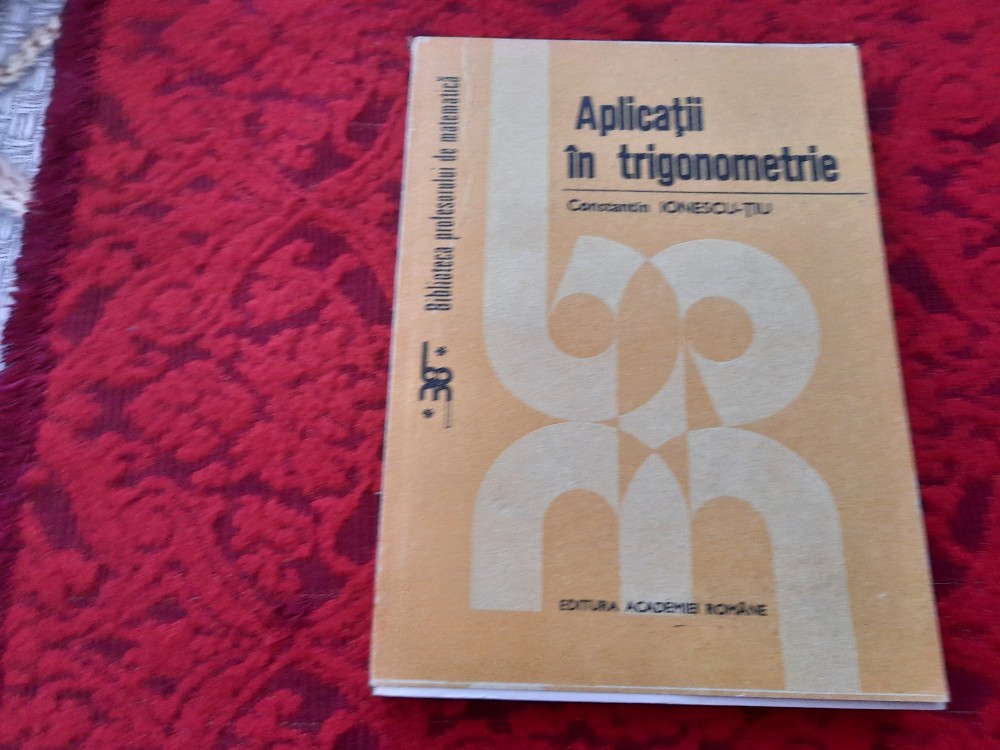 Aplicaţii
în trigonometrie
Constantin IONESCU-ŢIU
Biblioteca profesorului de matematică
* 38 *
EDITURA ACADEMIEI ROMÂNE